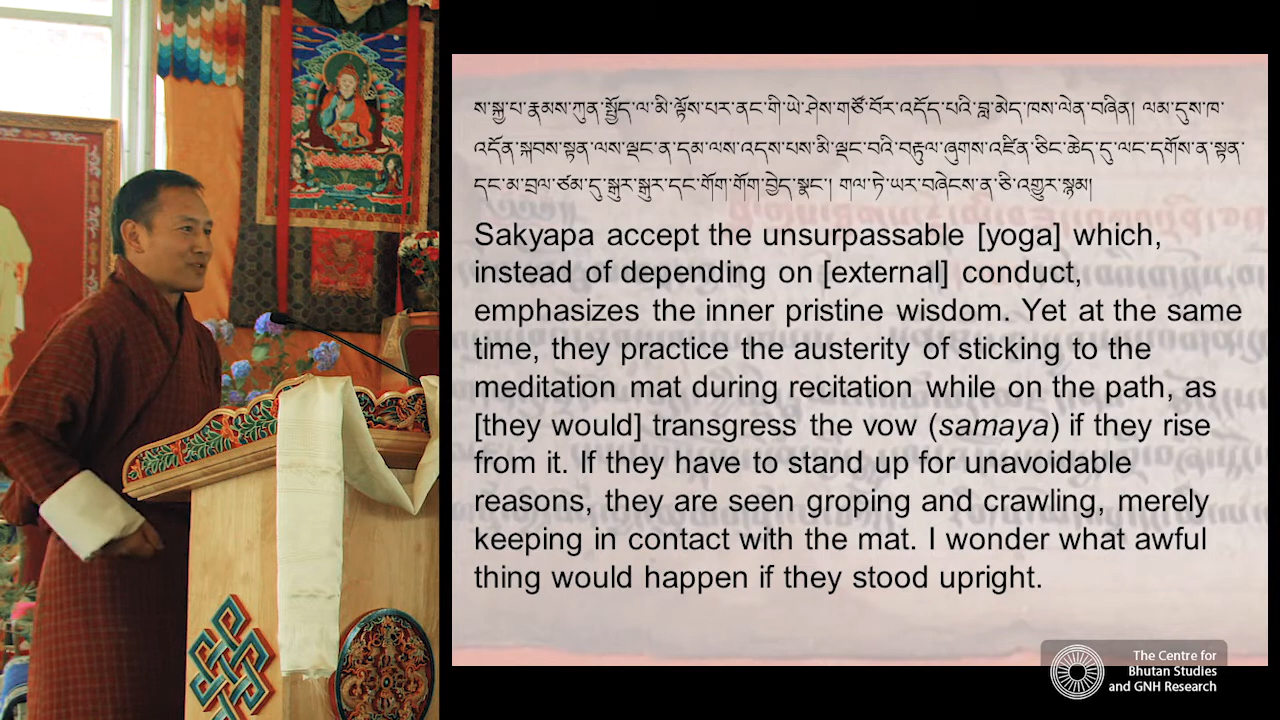 ས་སྐྱ་པ་རྣམས་ཀུན་སྤྱོད་ལ་མི་ལྟོས་པར་ནང་གི་ཡེ་ཤེས་གཙོ་བོར་འདོད་པའི་བླ་མེད་ཁས་ལེན་བཞིན། ལམ་དུས་ཁ་
འདོན་སྐབས་སྟན་ལས་ལྡང་ན་དམ་ལས་འདས་པས་མི་ལྡང་བའི་བརྟུལ་ཞུགས་འཛིན་ཅིང་ཆེད་དུ་ལང་དགོས་ན་སྟན་
དང་མ་བྲལ་ཙམ་དུ་སྒུར་སྒུར་དང་གོག་གོག་བྱེད་སྣང་། གལ་ཏེ་ཡར་བཞེངས་ན་ཅི་འགྱུར་སྙམ།
Sakyapa accept the unsurpassable [yoga] which,
instead of depending on [external] conduct,
emphasizes the inner pristine wisdom. Yet at the same
time, they practice the austerity of sticking to the
meditation mat during recitation while on the path, as
[they would] transgress the vow (samaya) if they rise
from it. If they have to stand up for unavoidable
reasons, they are seen groping and crawling, merely
keeping in contact with the mat. I wonder what awful
thing would happen if they stood upright.
The Centre for
Bhutan Studies
and GNH Research